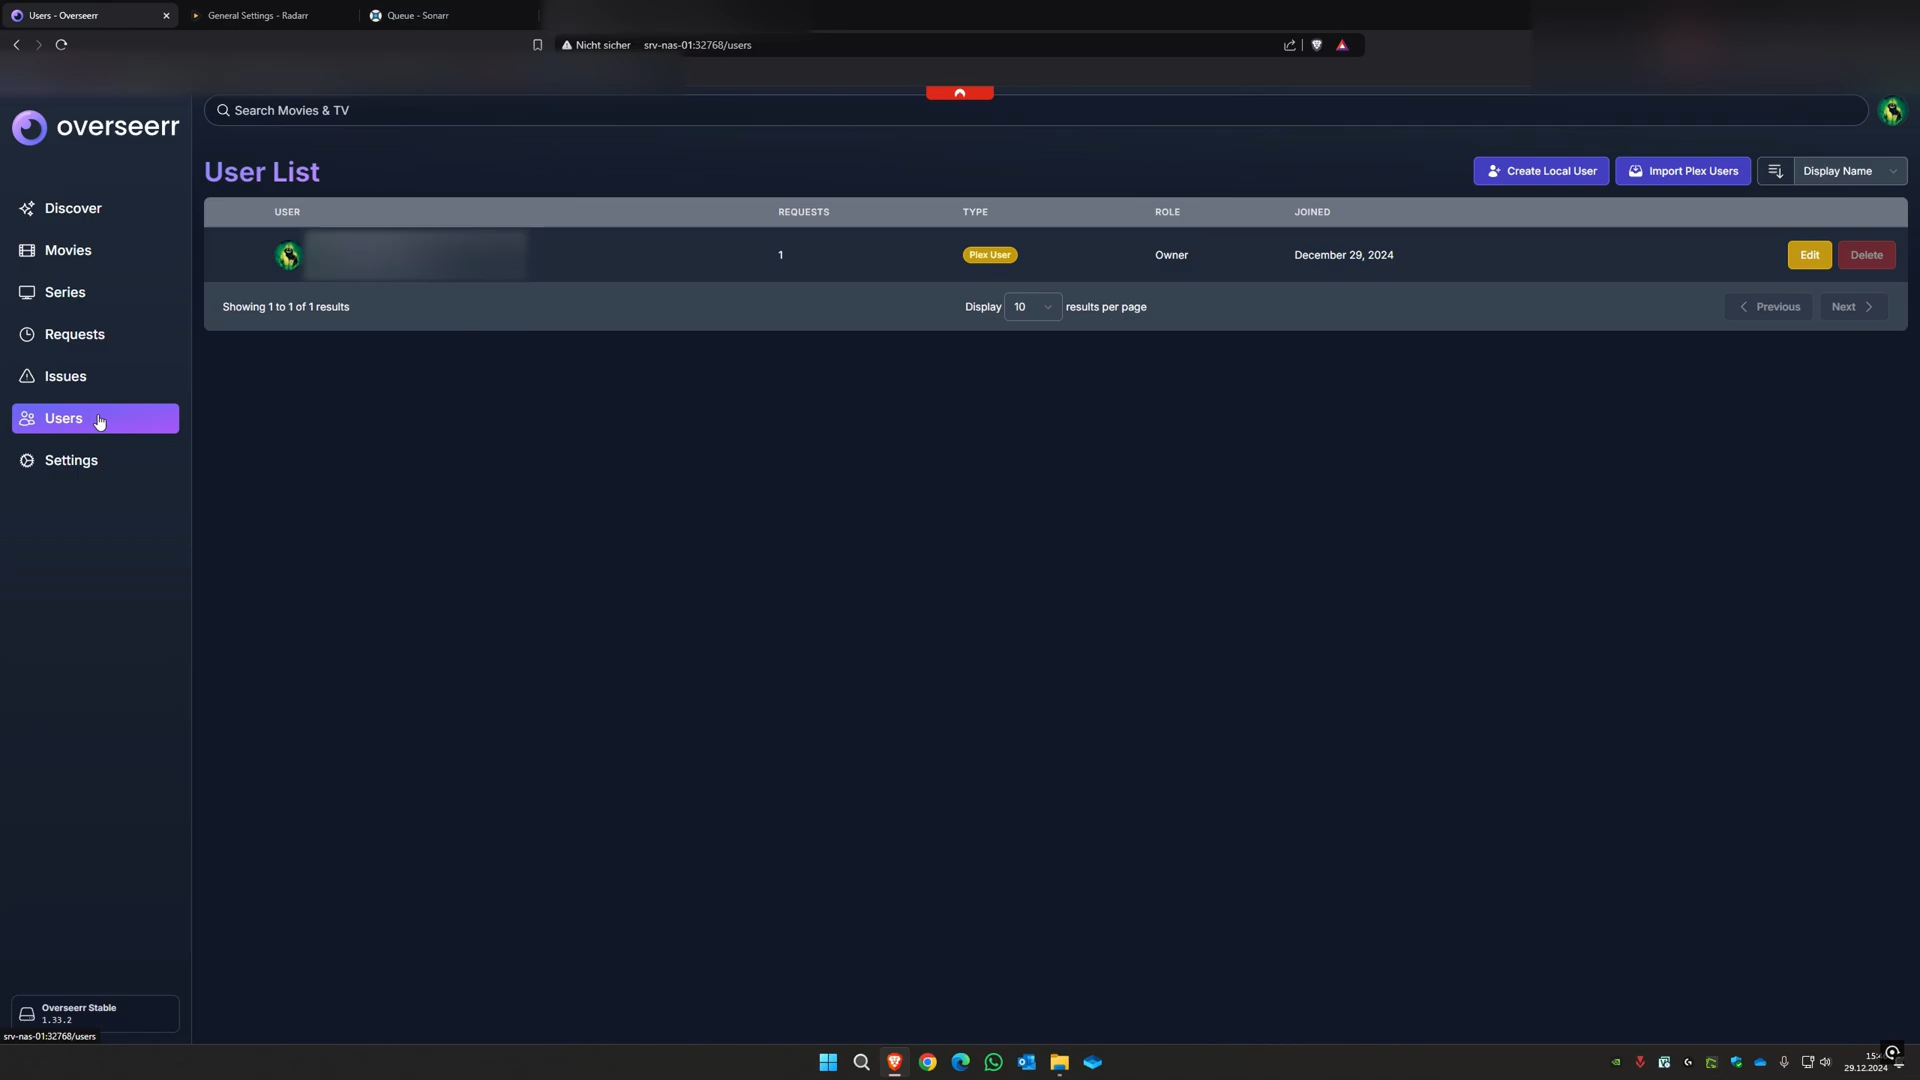 Users - Overseerr
General Settings - Radarr
Queue - Sonarr
Nicht sicher srv-nas-01:32768/users
overseerr
Search Movies & TV
Discover
Movies
Series
Requests
Issues
Users
Settings
User List
Create Local User
Import Plex Users
Display Name
USER REQUESTS TYPE ROLE JOINED
1 Plex User Owner December 29, 2024 Edit Delete
Showing 1 to 1 of 1 results
Display 10 results per page
Previous Next
Overseerr Stable
1.33.2
srv-nas-01:32768/users
29.12.2024